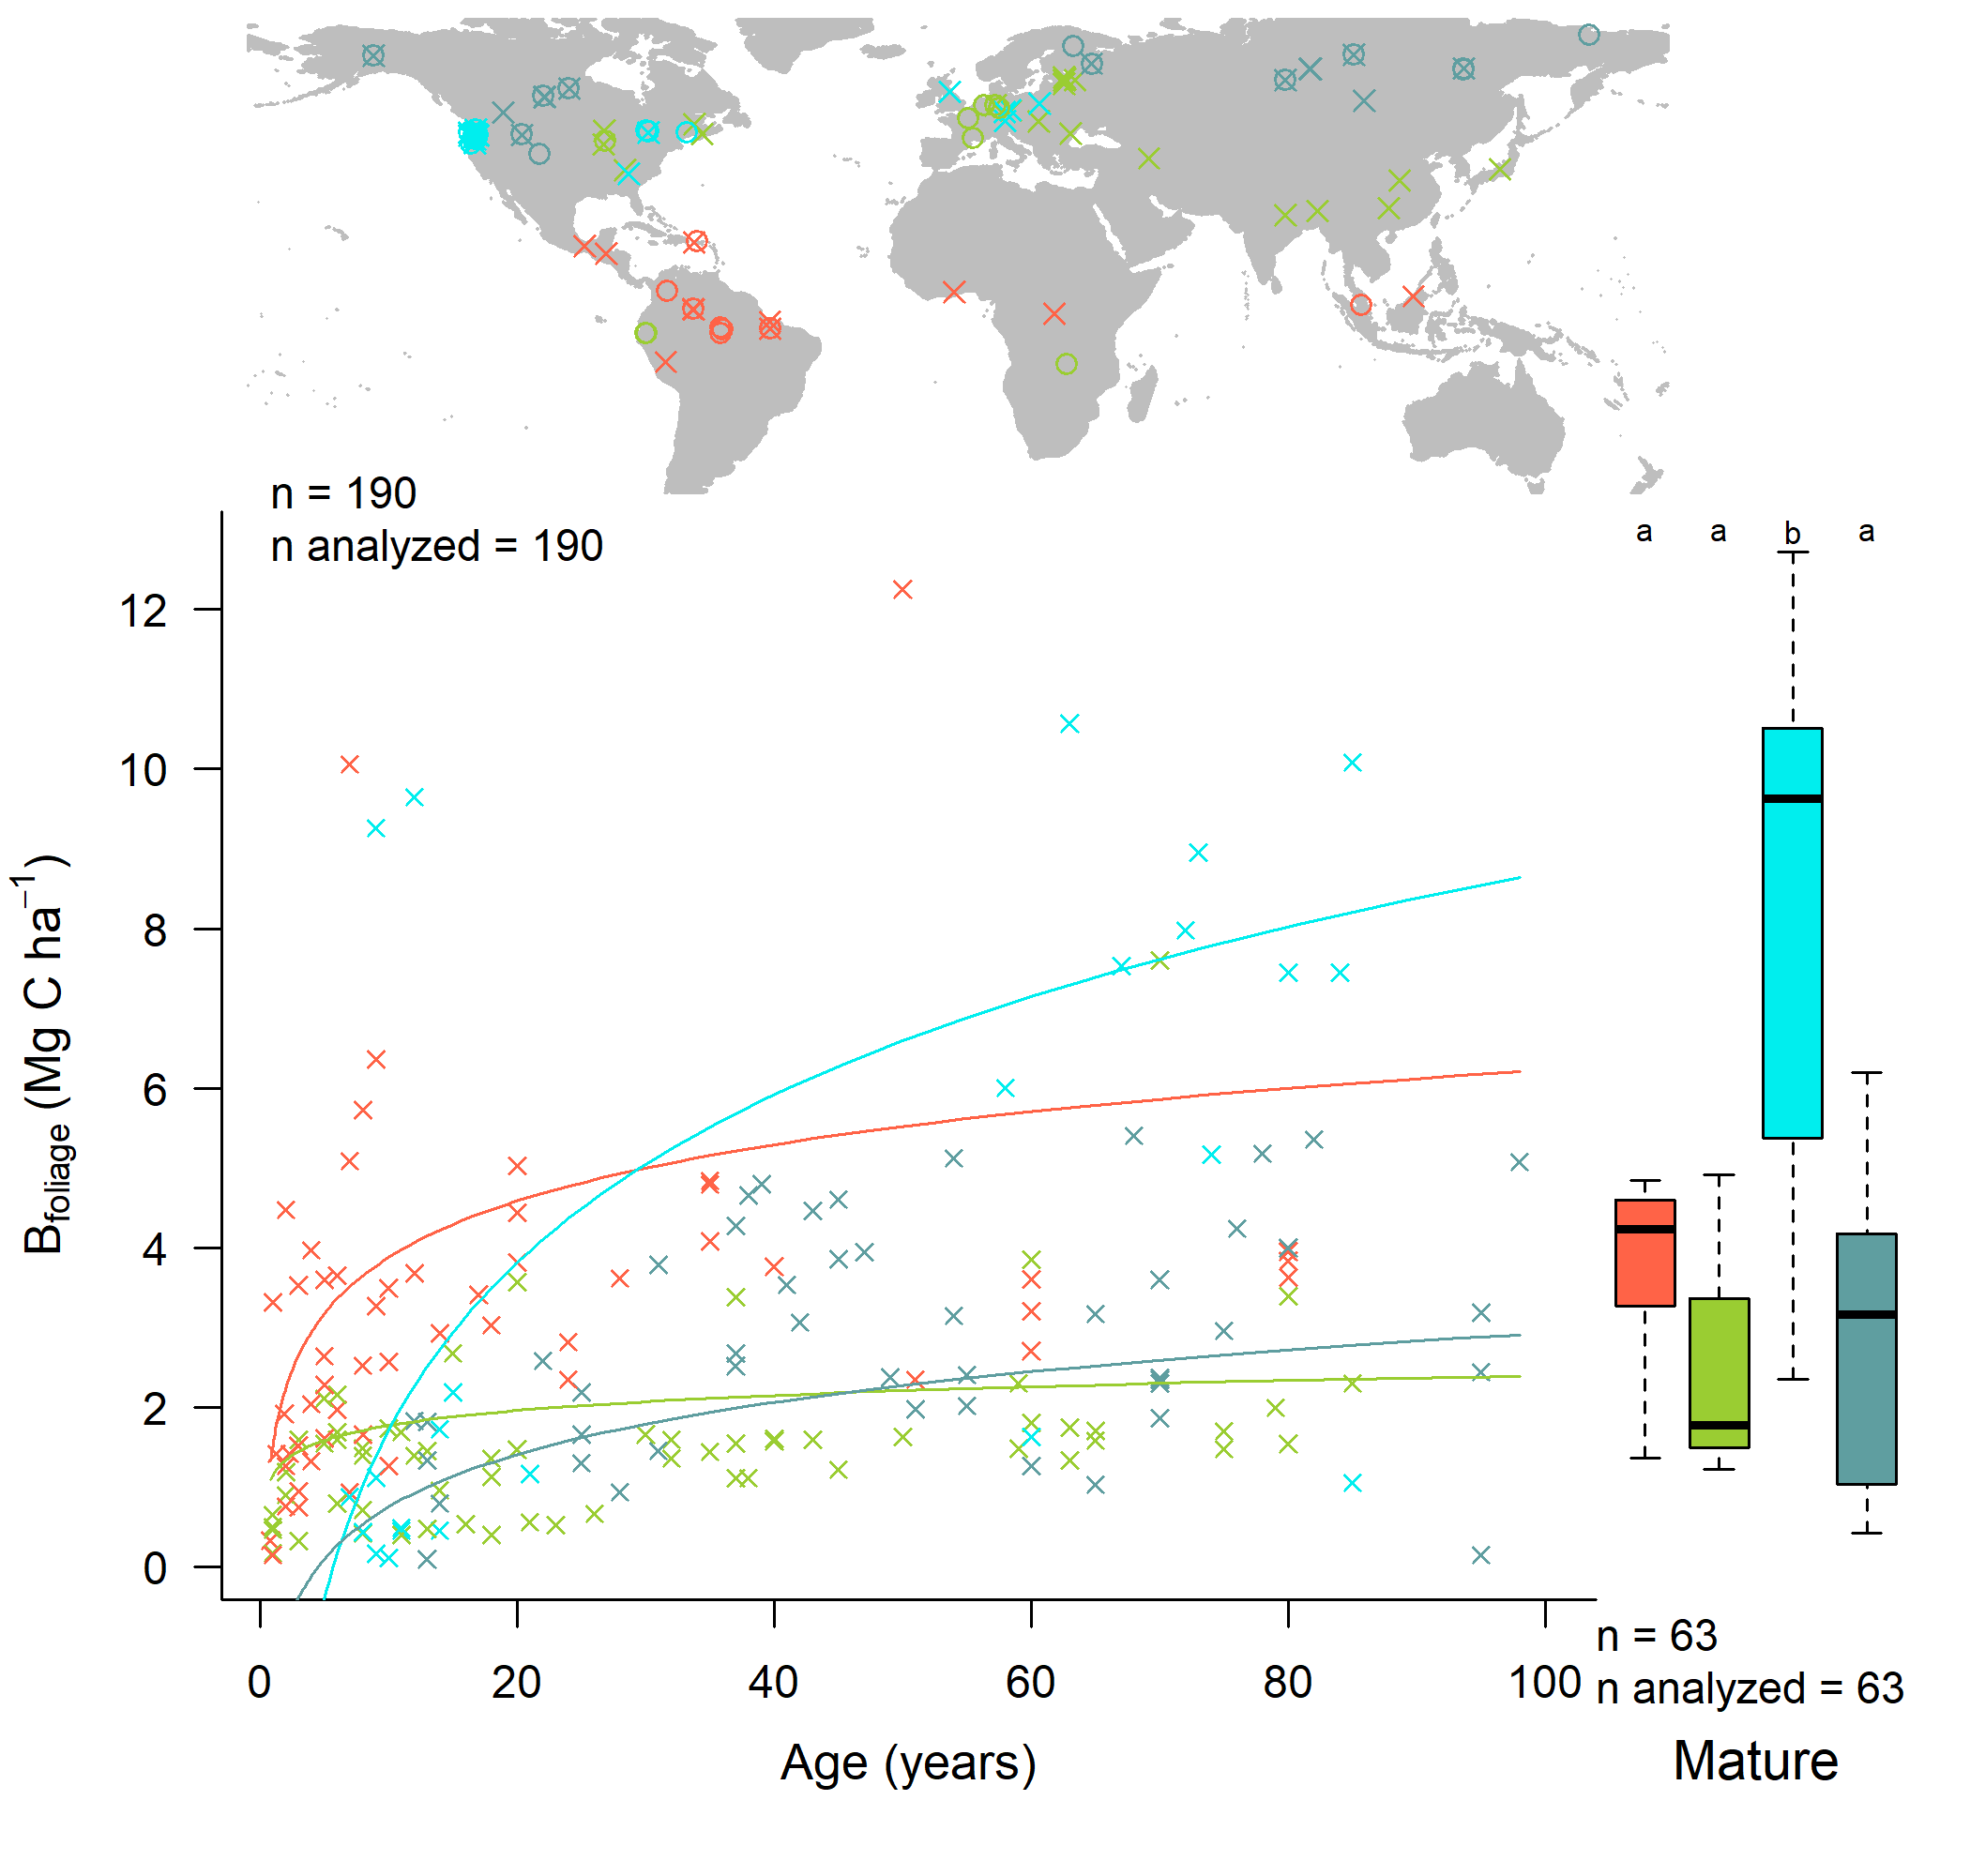 n = 190
n analyzed = 190
a a b a
12
10
8
6
4
2
0
Bfoliage (Mg C ha−1)
0 20 40 60 80 100
Age (years)
n = 63
n analyzed = 63
Mature